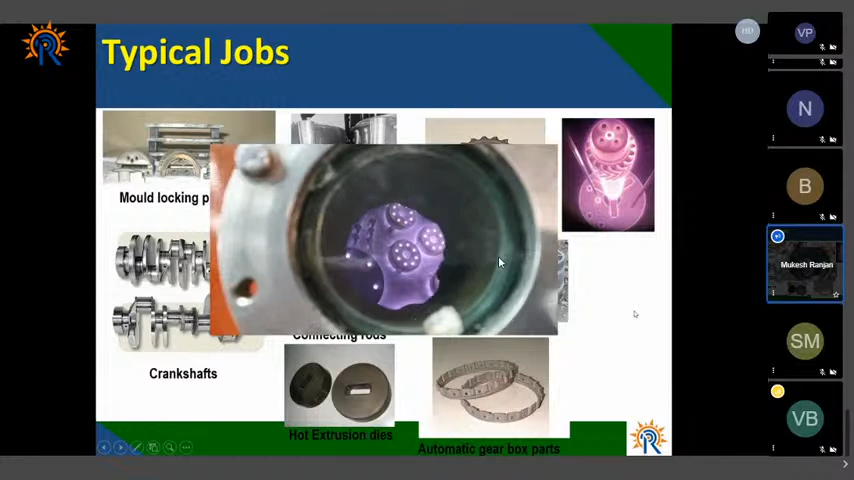 Typical Jobs
HD
VP
Mould locking p
N
B
Mukesh Ranjan
Connecting rods
Crankshafts
SM
VB
Hot Extrusion dies
Automatic gear box parts